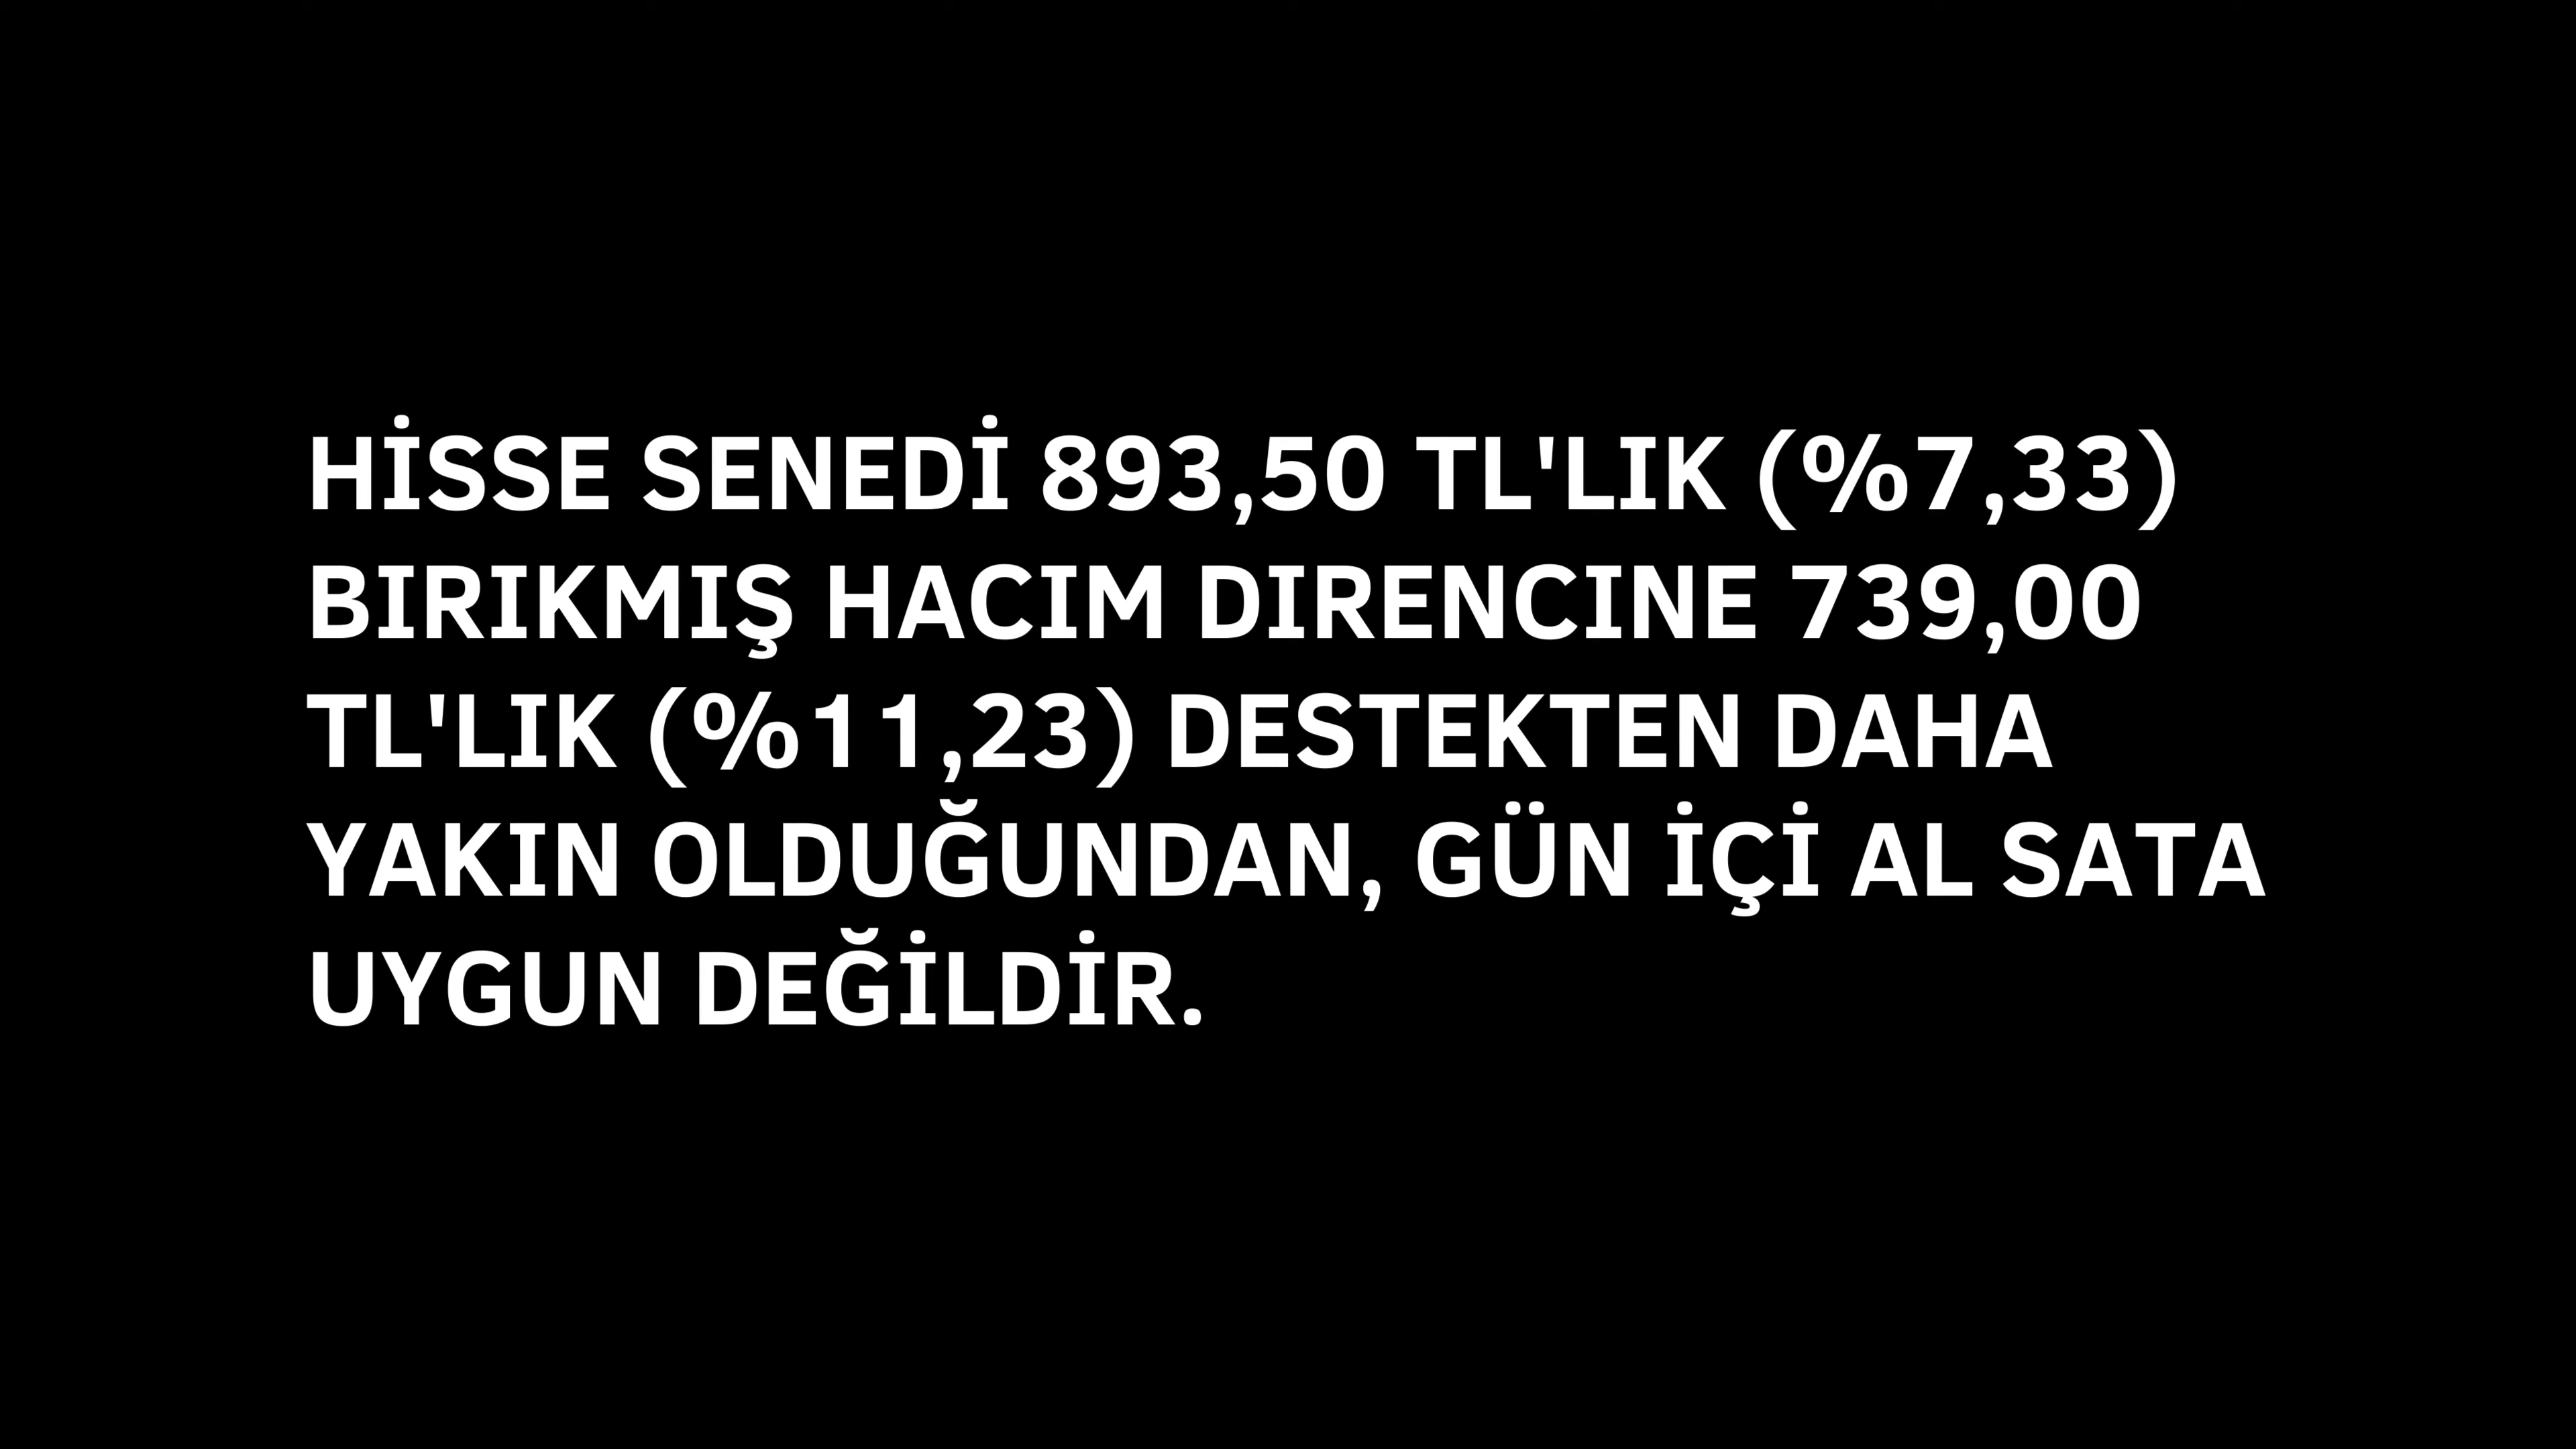 HİSSE SENEDİ 893,50 TL'LIK (%7,33)
BIRIKMIŞ HACIM DIRENCINE 739,00
TL'LIK (%11,23) DESTEKTEN DAHA
YAKIN OLDUĞUNDAN, GÜN İÇİ AL SATA
UYGUN DEĞİLDİR.